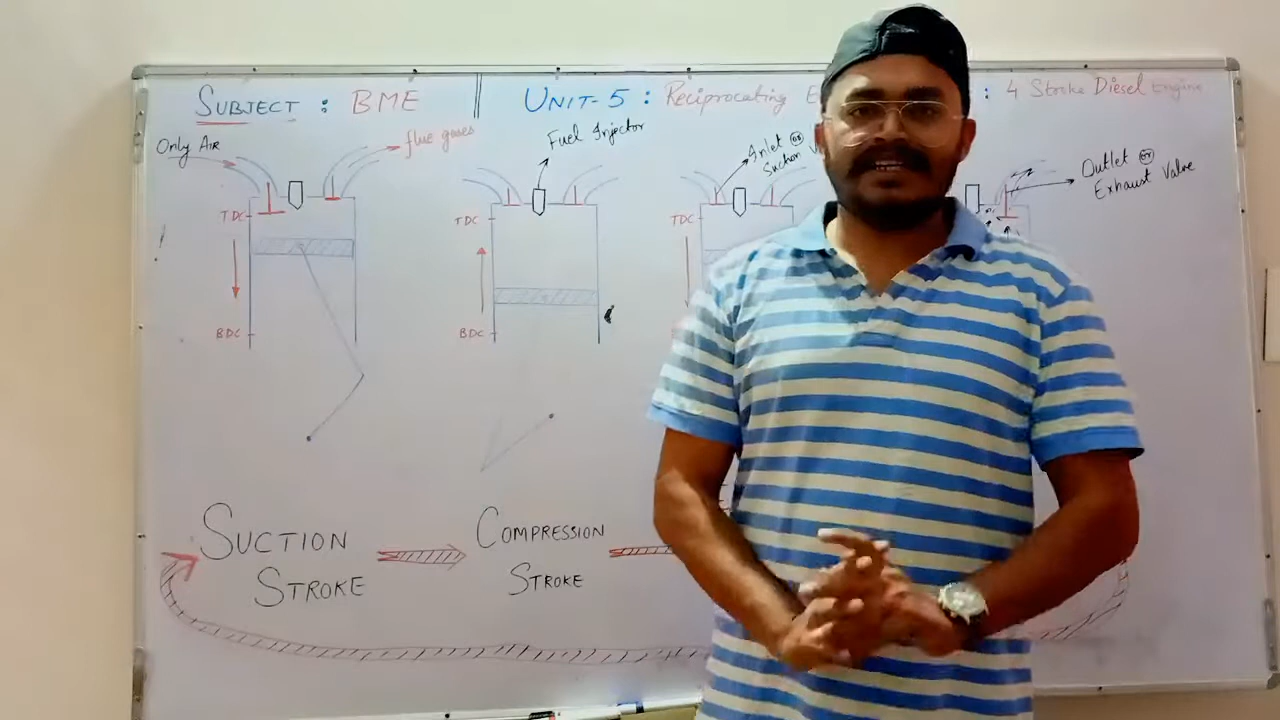 SUBJECT : BME || UNIT-5 : Reciprocating E : 4 Stroke Diesel Engine
Only AIR
flue gases
Fuel Injector
Inlet or
Suction V
Outlet or
Exhaust Valve
TDC
TDC
TDC
BDC
BDC
SUCTION
STROKE
COMPRESSION
STROKE